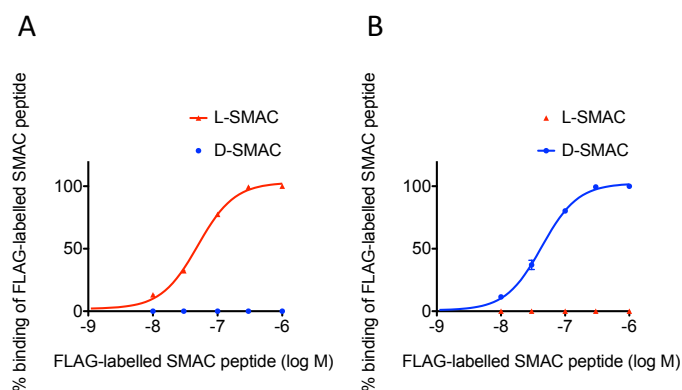 A
% binding of FLAG-labelled SMAC peptide
L-SMAC
D-SMAC
100
50
0
-9 -8 -7 -6
FLAG-labelled SMAC peptide (log M)
B
% binding of FLAG-labelled SMAC peptide
L-SMAC
D-SMAC
100
50
0
-9 -8 -7 -6
FLAG-labelled SMAC peptide (log M)